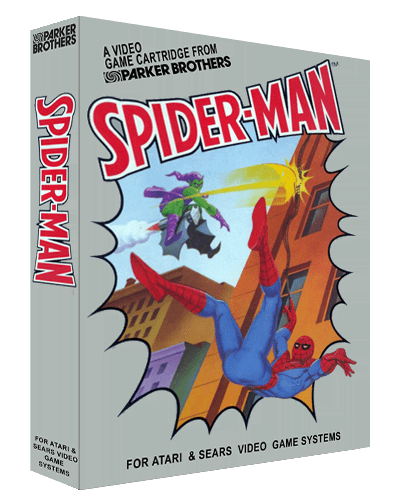 PARKER
BROTHERS
SPIDER-MAN
FOR ATARI &
SEARS VIDEO
GAME
SYSTEMS
A VIDEO
GAME CARTRIDGE FROM
PARKER BROTHERS
SPIDER-MAN™
FOR ATARI & SEARS VIDEO GAME SYSTEMS